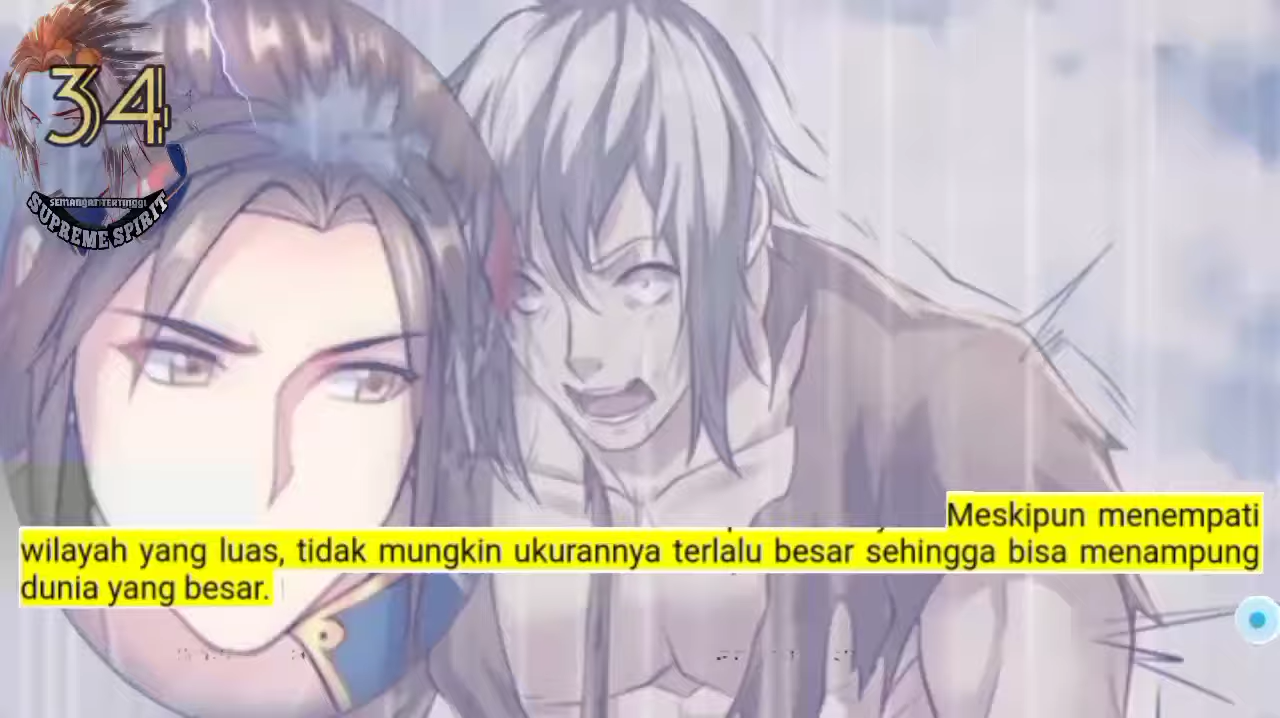 34
SEMANGAT TERTINGGI
SUPREME SPIRIT
Meskipun menempati
wilayah yang luas, tidak mungkin ukurannya terlalu besar sehingga bisa menampung
dunia yang besar.